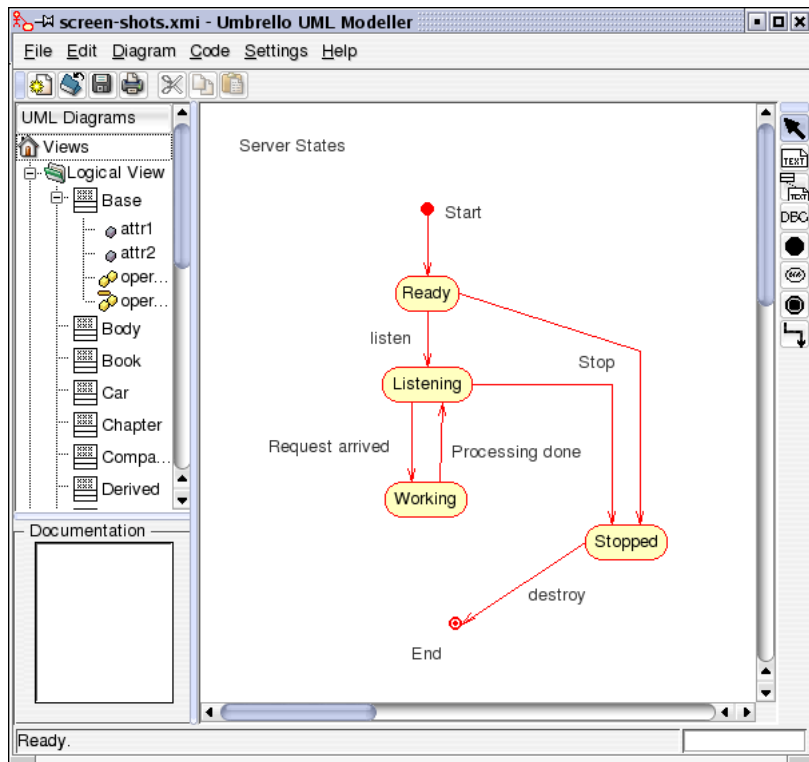 screen-shots.xmi - Umbrello UML Modeller
File Edit Diagram Code Settings Help
UML Diagrams
Views
Logical View
Base
attr1
attr2
oper...
oper...
Body
Book
Car
Chapter
Compa...
Derived
Documentation
Server States
Start
Ready
listen
Stop
Listening
Request arrived
Processing done
Working
Stopped
destroy
End
TEXT
TEXT
DBC
Ready.